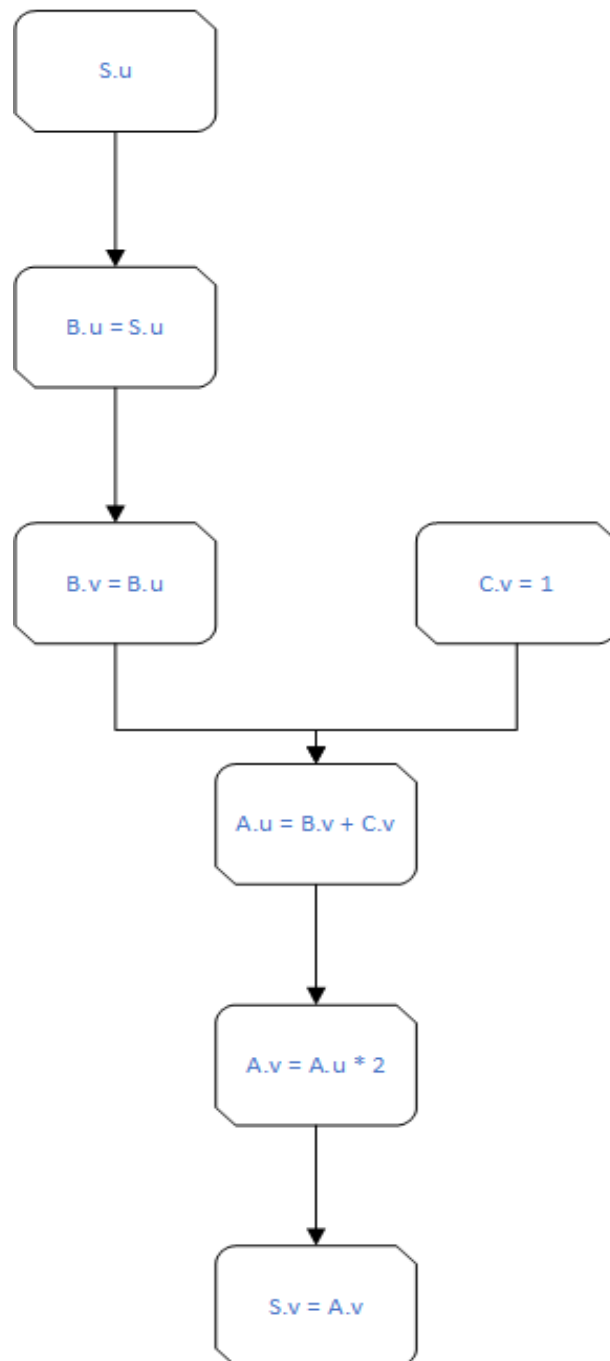 S.u
B.u = S.u
B.v = B.u
C.v = 1
A.u = B.v + C.v
A.v = A.u * 2
S.v = A.v